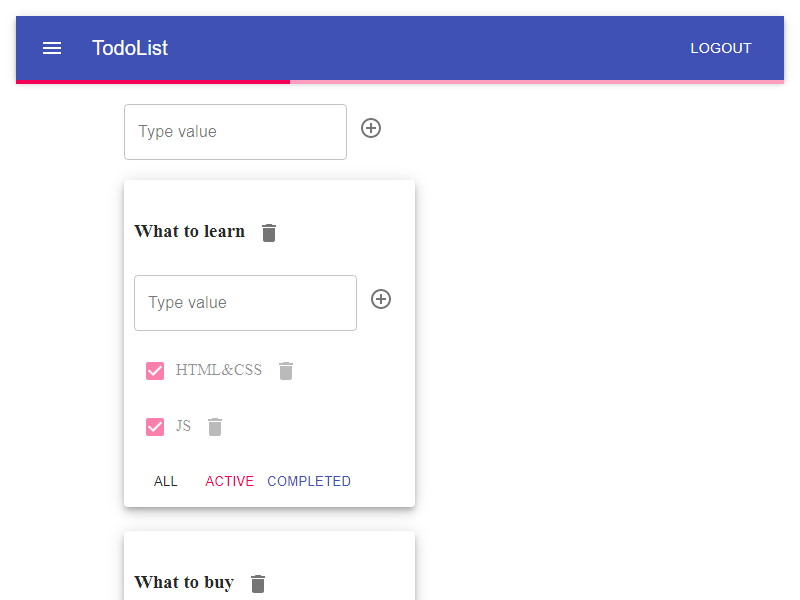 TodoList
LOGOUT
Type value
What to learn
Type value
HTML&CSS
JS
ALL ACTIVE COMPLETED
What to buy